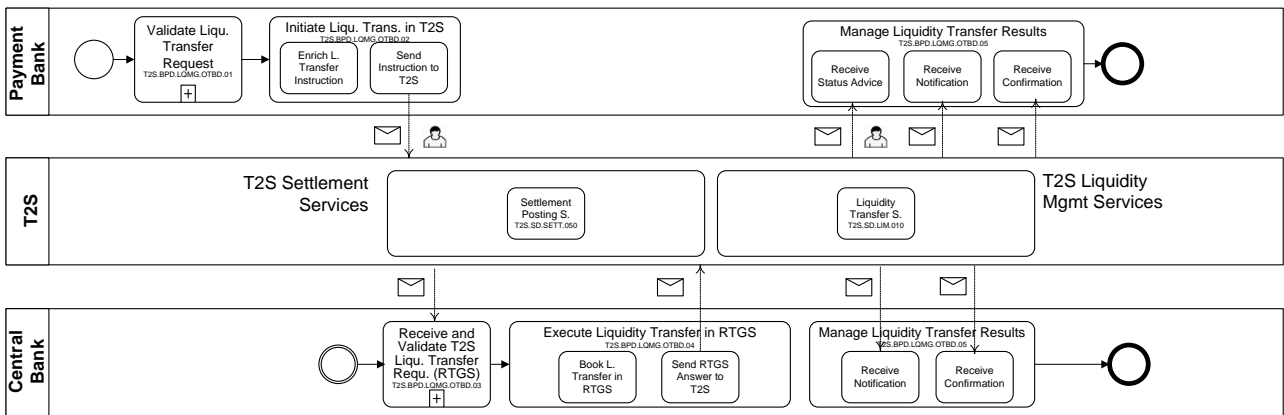 Payment
Bank
Validate Liqu.
Transfer
Request
T2S.BPD.LQMG.OTBD.01
+
Initiate Liqu. Trans. in T2S
T2S.BPD.LQMG.OTBD.02
Enrich L.
Transfer
Instruction
Send
Instruction to
T2S
Manage Liquidity Transfer Results
T2S.BPD.LQMG.OTBD.05
Receive
Status Advice
Receive
Notification
Receive
Confirmation
T2S
T2S Settlement
Services
Settlement
Posting S.
T2S.SD.SETT.050
Liquidity
Transfer S.
T2S.SD.LIM.010
T2S Liquidity
Mgmt Services
Central
Bank
Receive and
Validate T2S
Liqu. Transfer
Requ. (RTGS)
T2S.BPD.LQMG.OTBD.03
+
Execute Liquidity Transfer in RTGS
T2S.BPD.LQMG.OTBD.04
Book L.
Transfer in
RTGS
Send RTGS
Answer to
T2S
Manage Liquidity Transfer Results
T2S.BPD.LQMG.OTBD.05
Receive
Notification
Receive
Confirmation